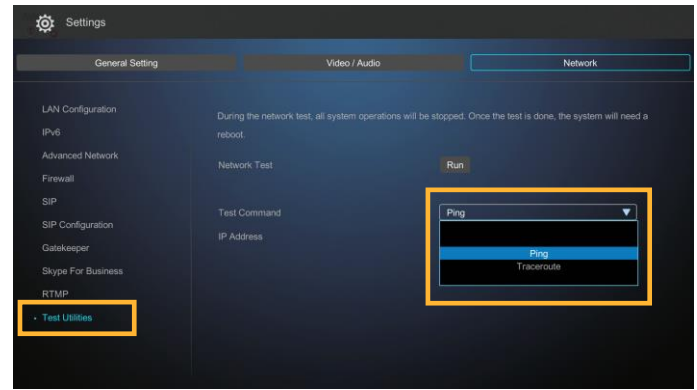 Settings
General Setting
Video / Audio
Network
LAN Configuration
IPv6
Advanced Network
Firewall
SIP
SIP Configuration
Gatekeeper
Skype For Business
RTMP
Test Utilities
During the network test, all system operations will be stopped. Once the test is done, the system will need a
reboot.
Network Test
Run
Test Command
Ping
IP Address
Ping
Traceroute